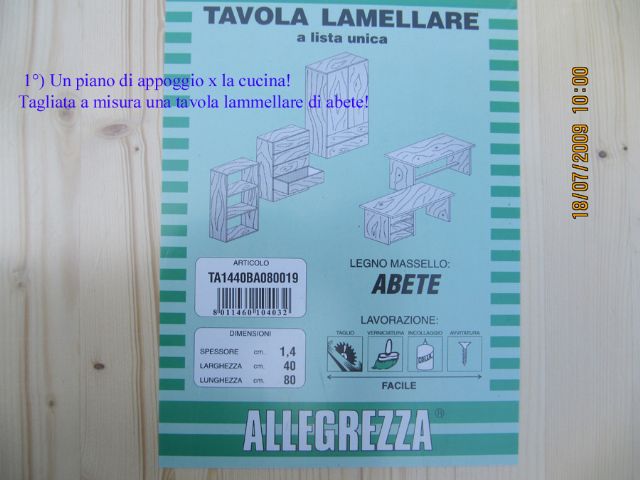 TAVOLA LAMELLARE
a lista unica
1°) Un piano di appoggio x la cucina!
Tagliata a misura una tavola lammellare di abete!
18/07/2009 10:00
ARTICOLO
TA1440BA080019
8 011460 104032
LEGNO MASSELLO:
ABETE
DIMENSIONI
SPESSORE cm. 1,4
LARGHEZZA cm. 40
LUNGHEZZA cm. 80
LAVORAZIONE:
TAGLIO VERNICIATURA INCOLLAGGIO AVVITATURA
COLLA
FACILE
ALLEGREZZA ®